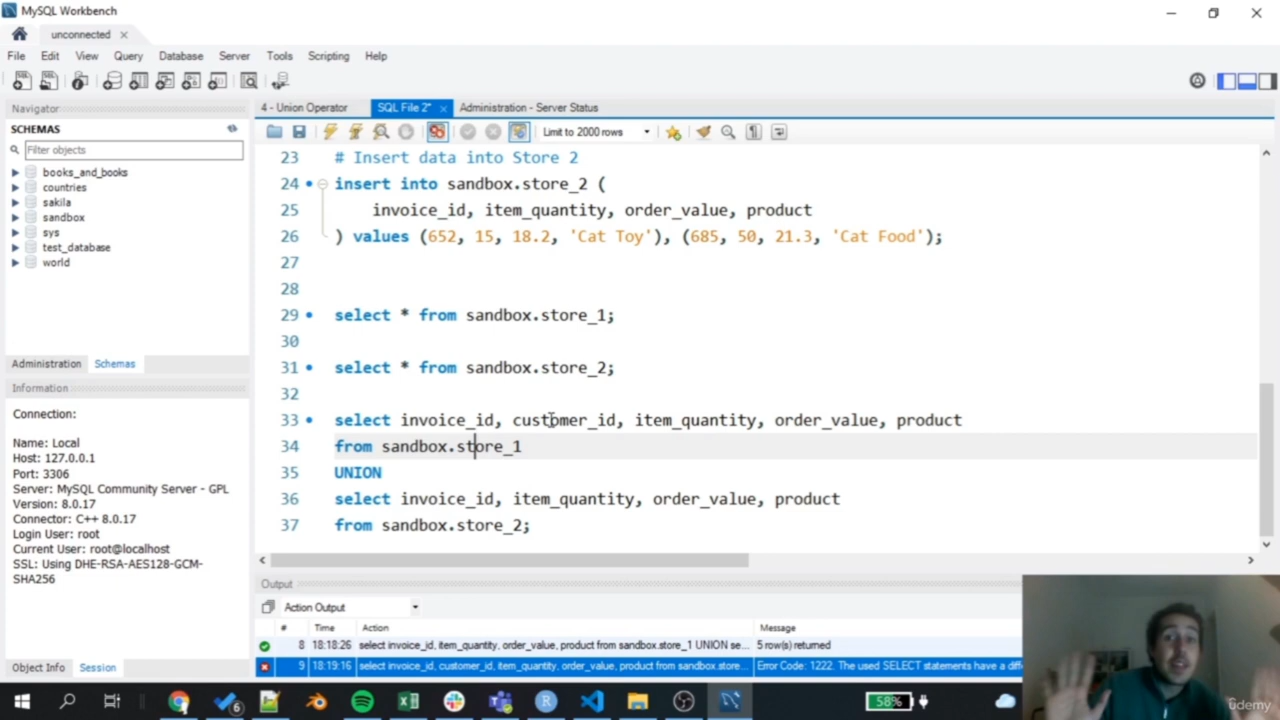 MySQL Workbench
unconnected ×
File Edit View Query Database Server Tools Scripting Help
Navigator
SCHEMAS
Filter objects
books_and_books
countries
sakila
sandbox
sys
test_database
world
Administration Schemas
Information
Connection:
Name: Local
Host: 127.0.0.1
Port: 3306
Server: MySQL Community Server - GPL
Version: 8.0.17
Connector: C++ 8.0.17
Login User: root
Current User: root@localhost
SSL: Using DHE-RSA-AES128-GCM-
SHA256
Object Info Session
4 - Union Operator SQL File 2* × Administration - Server Status
Limit to 2000 rows
23 # Insert data into Store 2
24 insert into sandbox.store_2 (
25 invoice_id, item_quantity, order_value, product
26 ) values (652, 15, 18.2, 'Cat Toy'), (685, 50, 21.3, 'Cat Food');
27
28
29 select * from sandbox.store_1;
30
31 select * from sandbox.store_2;
32
33 select invoice_id, customer_id, item_quantity, order_value, product
34 from sandbox.store_1
35 UNION
36 select invoice_id, item_quantity, order_value, product
37 from sandbox.store_2;
Output
Action Output
# Time Action Message
8 18:18:26 select invoice_id, item_quantity, order_value, product from sandbox.store_1 UNION se... 5 row(s) returned
9 18:19:16 select invoice_id, customer_id, item_quantity, order_value, product from sandbox.store... Error Code: 1222. The used SELECT statements have a diff
6
58%
ûdemy